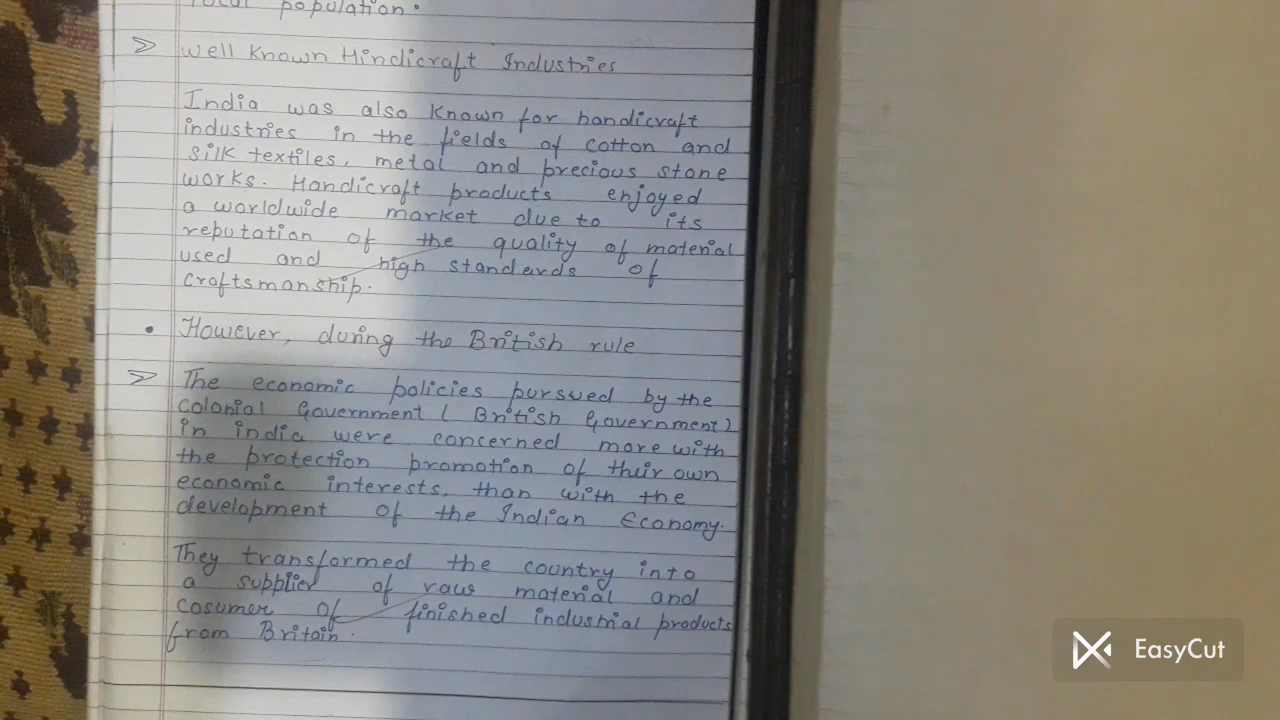 local population.
> Well Known Hindicraft Industries
India was also Known for handicraft
industries in the fields of cotton and
silk textiles, metal and precious stone
works. Handicraft products enjoyed
a worldwide market due to its
reputation of the quality of material
used and high standards of
craftsmanship.
• However, during the British rule
> The economic policies pursued by the
Colonial Government ( British Government)
in india were concerned more with
the protection promotion of their own
economic interests. than with the
development of the Indian Economy.
They transformed the country into
a supplier of raw material and
cosumer of finished industrial products
from Britain.
EasyCut